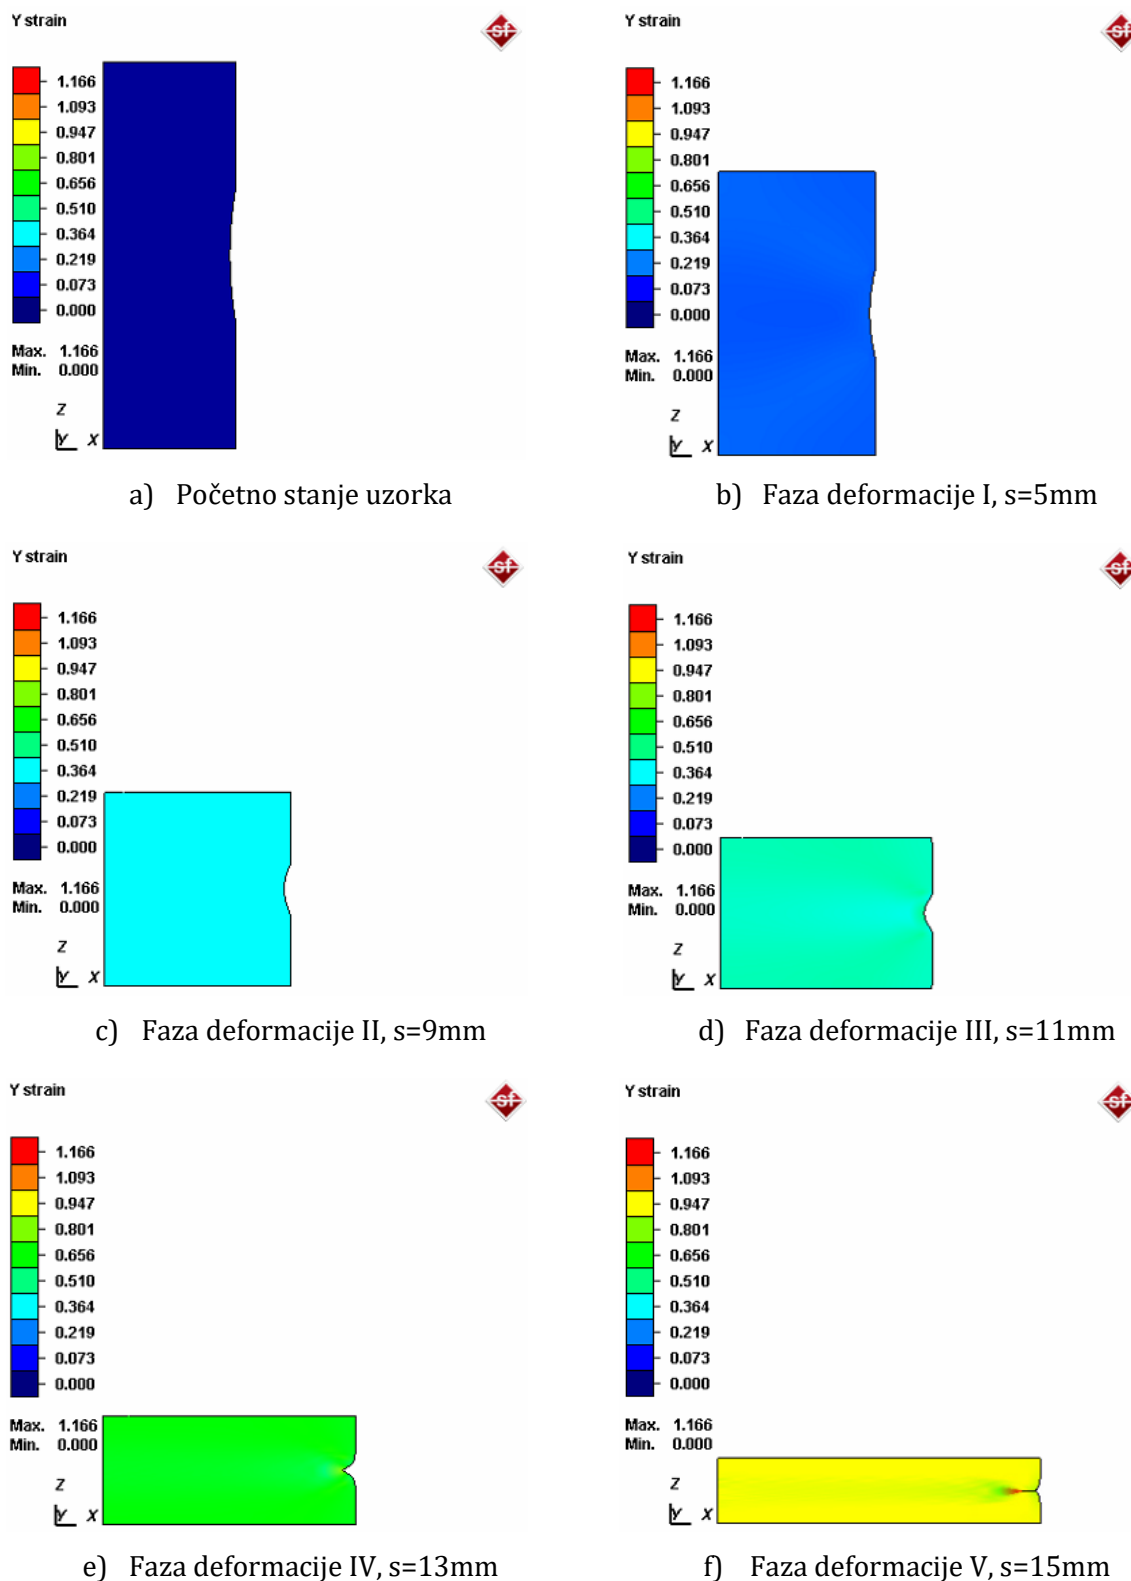 Y strain
sf
1.166
1.093
0.947
0.801
0.656
0.510
0.364
0.219
0.073
0.000
Max. 1.166
Min. 0.000
Z
Y X
a) Početno stanje uzorka
Y strain
sf
1.166
1.093
0.947
0.801
0.656
0.510
0.364
0.219
0.073
0.000
Max. 1.166
Min. 0.000
Z
Y X
b) Faza deformacije I, s=5mm
Y strain
sf
1.166
1.093
0.947
0.801
0.656
0.510
0.364
0.219
0.073
0.000
Max. 1.166
Min. 0.000
Z
Y X
c) Faza deformacije II, s=9mm
Y strain
sf
1.166
1.093
0.947
0.801
0.656
0.510
0.364
0.219
0.073
0.000
Max. 1.166
Min. 0.000
Z
Y X
d) Faza deformacije III, s=11mm
Y strain
sf
1.166
1.093
0.947
0.801
0.656
0.510
0.364
0.219
0.073
0.000
Max. 1.166
Min. 0.000
Z
Y X
e) Faza deformacije IV, s=13mm
Y strain
sf
1.166
1.093
0.947
0.801
0.656
0.510
0.364
0.219
0.073
0.000
Max. 1.166
Min. 0.000
Z
Y X
f) Faza deformacije V, s=15mm